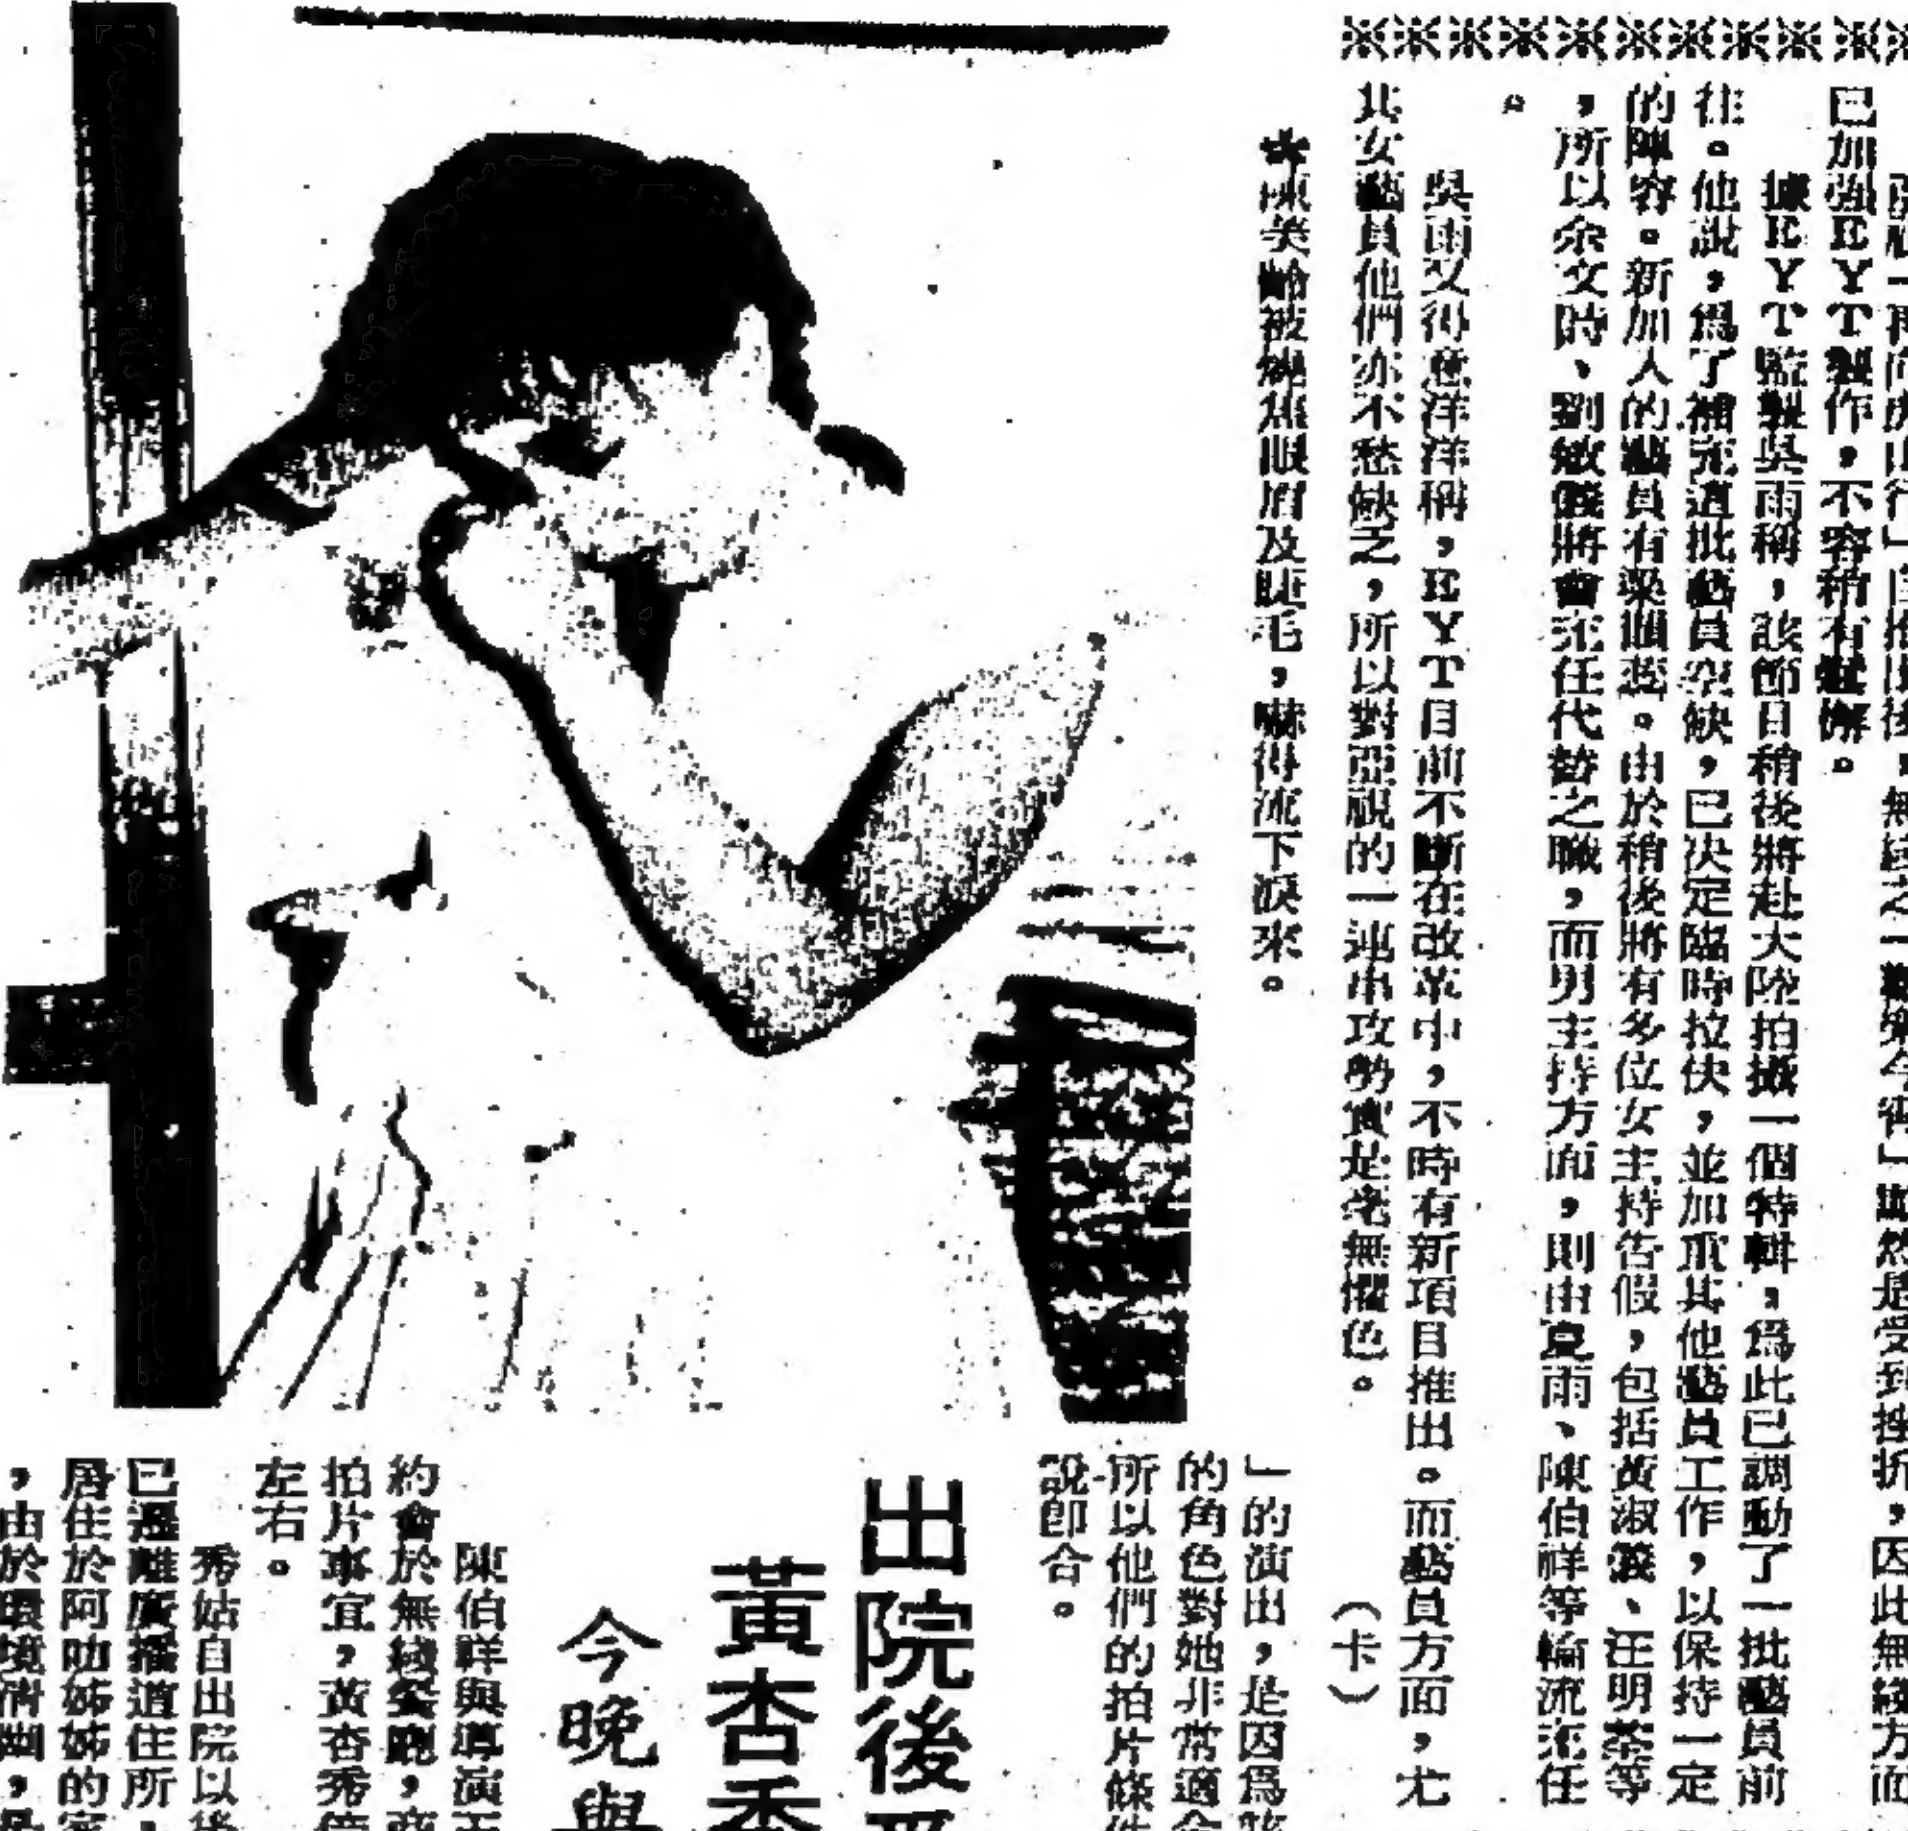 已加强EYT製作，不容稍有鬆懈。
據EYT監製吳雨稱，該節目稍後將赴大陸拍攝一個特輯，爲此已調動了一批藝員前
往。他說，爲了補充這批藝員空缺，已決定臨時拉伕，並加重其他藝員工作，以保持一定
的陣容。新加入的藝員有梁韻蕊。由於稍後將有多位女主持告假，包括黃淑儀、汪明荃等
，所以余文詩、劉敏儀將會充任代替之職，而男主持方面，則由夏雨、陳伯祥等輪流充任
。
吳雨又得意洋洋稱，EYT目前不斷在改革中，不時有新項目推出。而藝員方面，尤
其女藝員他們亦不愁缺乏，所以對亞視的一連串攻勢實是毫無懼色。（卡）
陳美齡被燒焦眼眉及睫毛，嚇得流下淚來。
」的演出，是因爲
的角色對她非常適
所以他們的拍片條
說即合。
出院後
黃杏秀
今晚與
陳伯祥與導演
約會於無綫餐廳，商
拍片事宜，黃杏秀
左右。
秀姑自出院以後
已遷離廣播道住所，
居住於阿叻姊姊的家
，由於環境清幽，